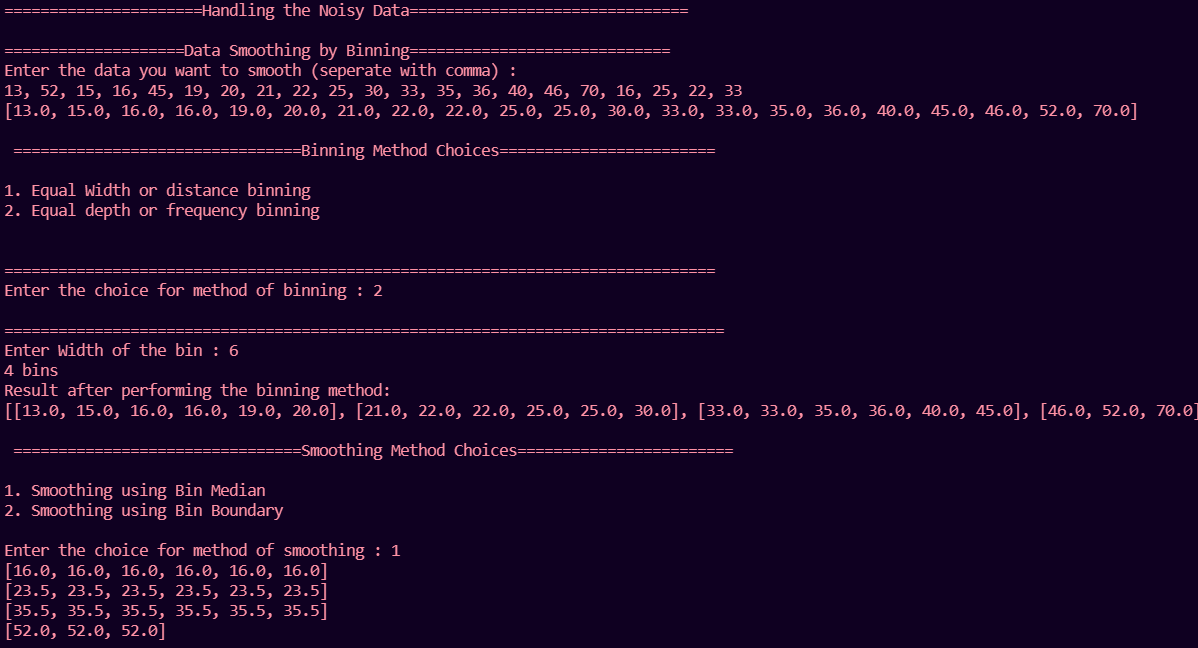 ======================Handling the Noisy Data===============================
====================Data Smoothing by Binning=============================
Enter the data you want to smooth (seperate with comma) :
13, 52, 15, 16, 45, 19, 20, 21, 22, 25, 30, 33, 35, 36, 40, 46, 70, 16, 25, 22, 33
[13.0, 15.0, 16.0, 16.0, 19.0, 20.0, 21.0, 22.0, 22.0, 25.0, 25.0, 30.0, 33.0, 33.0, 35.0, 36.0, 40.0, 45.0, 46.0, 52.0, 70.0]
================================Binning Method Choices========================
1. Equal Width or distance binning
2. Equal depth or frequency binning
===============================================================================
Enter the choice for method of binning : 2
================================================================================
Enter Width of the bin : 6
4 bins
Result after performing the binning method:
[[13.0, 15.0, 16.0, 16.0, 19.0, 20.0], [21.0, 22.0, 22.0, 25.0, 25.0, 30.0], [33.0, 33.0, 35.0, 36.0, 40.0, 45.0], [46.0, 52.0, 70.0]
================================Smoothing Method Choices========================
1. Smoothing using Bin Median
2. Smoothing using Bin Boundary
Enter the choice for method of smoothing : 1
[16.0, 16.0, 16.0, 16.0, 16.0, 16.0]
[23.5, 23.5, 23.5, 23.5, 23.5, 23.5]
[35.5, 35.5, 35.5, 35.5, 35.5, 35.5]
[52.0, 52.0, 52.0]